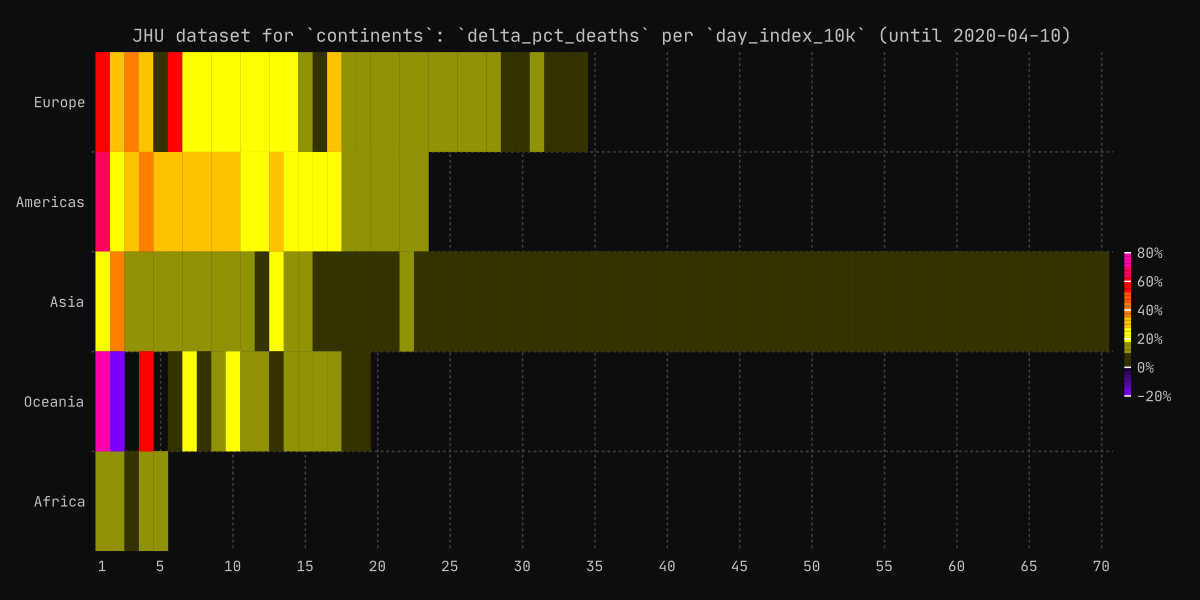 JHU dataset for `continents`: `delta_pct_deaths` per `day_index_10k` (until 2020-04-10)
Europe
Americas
Asia
Oceania
Africa
80%
60%
40%
20%
0%
-20%
1 5 10 15 20 25 30 35 40 45 50 55 60 65 70